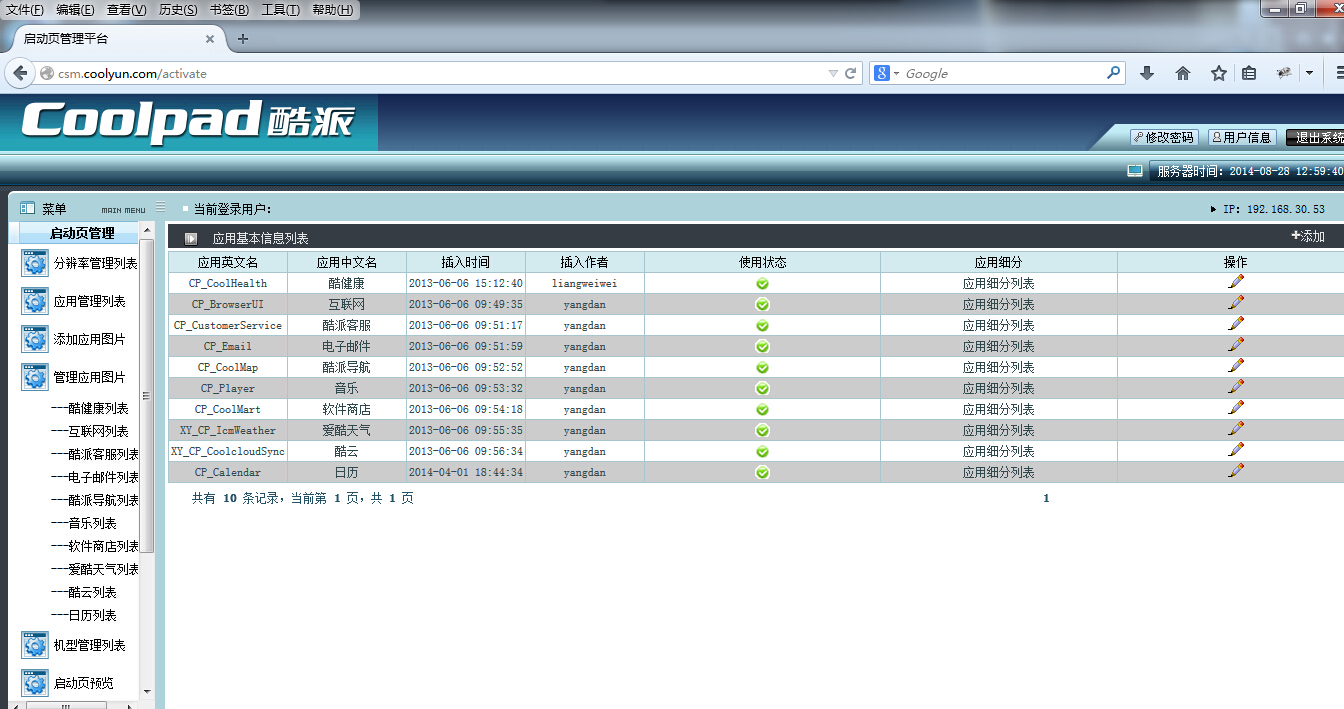 文件(F) 编辑(E) 查看(V) 历史(S) 书签(B) 工具(T) 帮助(H)
启动页管理平台
csm.coolyun.com/activate
Google
Coolpad 酷派
修改密码 用户信息 退出系统
服务器时间：2014-08-28 12:59:40
菜单 MAIN MENU
当前登录用户：
IP: 192.168.30.53
启动页管理
分辨率管理列表
应用管理列表
添加应用图片
管理应用图片
---酷健康列表
---互联网列表
---酷派客服列表
---电子邮件列表
---酷派导航列表
---音乐列表
---软件商店列表
---爱酷天气列表
---酷云列表
---日历列表
机型管理列表
启动页预览
应用基本信息列表 +添加
应用英文名 应用中文名 插入时间 插入作者 使用状态 应用细分 操作
CP_CoolHealth 酷健康 2013-06-06 15:12:40 liangweiwei 应用细分列表
CP_BrowserUI 互联网 2013-06-06 09:49:35 yangdan 应用细分列表
CP_CustomerService 酷派客服 2013-06-06 09:51:17 yangdan 应用细分列表
CP_Email 电子邮件 2013-06-06 09:51:59 yangdan 应用细分列表
CP_CoolMap 酷派导航 2013-06-06 09:52:52 yangdan 应用细分列表
CP_Player 音乐 2013-06-06 09:53:32 yangdan 应用细分列表
CP_CoolMart 软件商店 2013-06-06 09:54:18 yangdan 应用细分列表
XY_CP_IcmWeather 爱酷天气 2013-06-06 09:55:35 yangdan 应用细分列表
XY_CP_CoolcloudSync 酷云 2013-06-06 09:56:34 yangdan 应用细分列表
CP_Calendar 日历 2014-04-01 18:44:34 yangdan 应用细分列表
共有 10 条记录，当前第 1 页，共 1 页 1